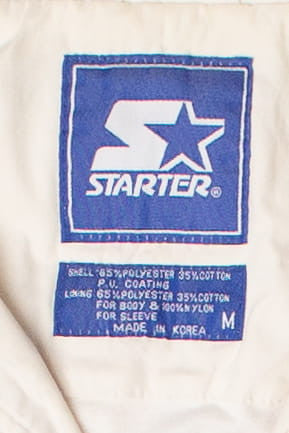 STARTER®
SHELL: 65%POLYESTER 35%COTTON
P.U. COATING
LINING 65%POLYESTER 35%COTTON
FOR BODY & 100%NYLON
FOR SLEEVE
MADE IN KOREA
M